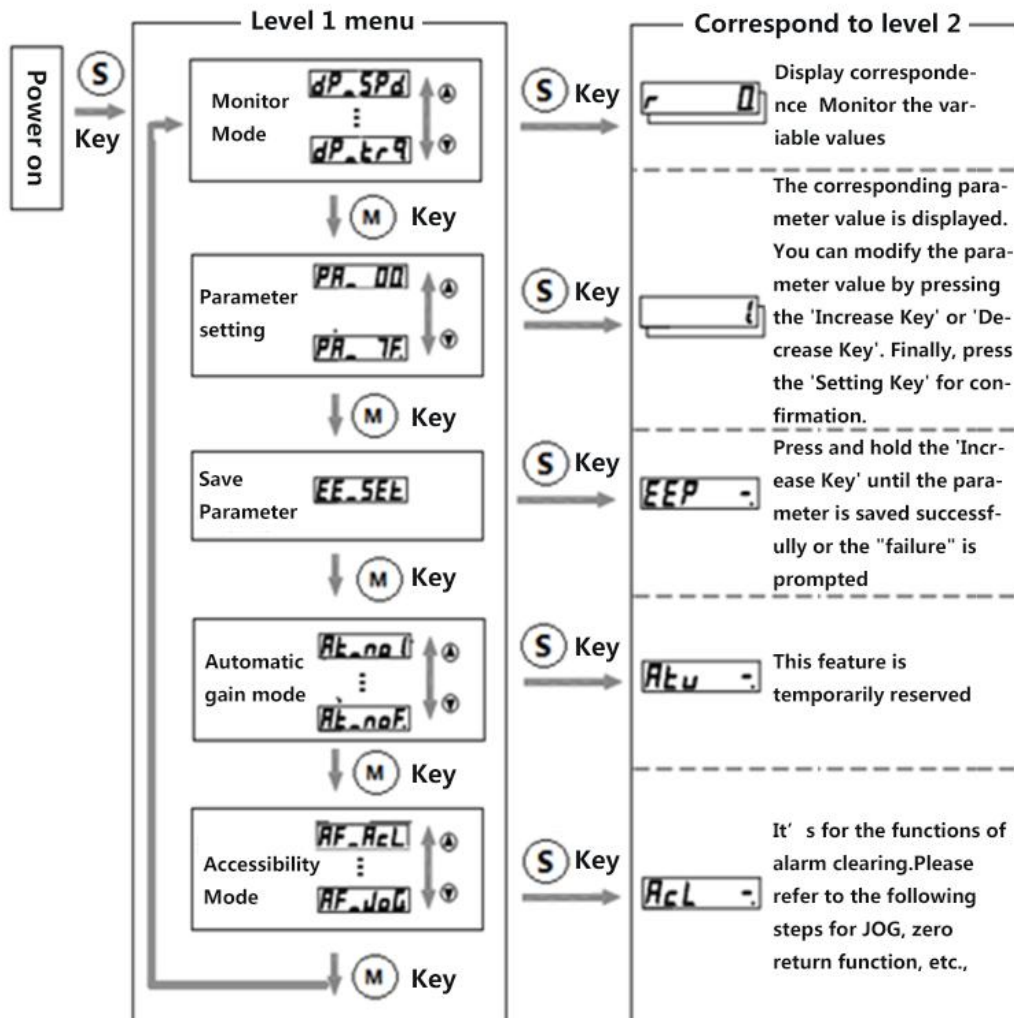 Level 1 menu
Correspond to level 2
Power on
S
Key
Monitor
Mode
dP_SPd
dP_trq.
S Key
r 0.
Display corresponde-
nce Monitor the var-
iable values
M Key
Parameter
setting
PA_ 00.
PA_ 7F.
S Key
1.
The corresponding para-
meter value is displayed.
You can modify the para-
meter value by pressing
the 'Increase Key' or 'De-
crease Key'. Finally, press
the 'Setting Key' for con-
firmation.
M Key
Save
Parameter
EE_SEt.
S Key
EEP -.
Press and hold the 'Incr-
ease Key' until the para-
meter is saved successf-
ully or the "failure" is
prompted
M Key
Automatic
gain mode
At_no1.
At_noF.
S Key
Atu -.
This feature is
temporarily reserved
M Key
Accessibility
Mode
AF_AcL.
AF_JoG.
S Key
AcL -.
It' s for the functions of
alarm clearing.Please
refer to the following
steps for JOG, zero
return function, etc.,
M Key